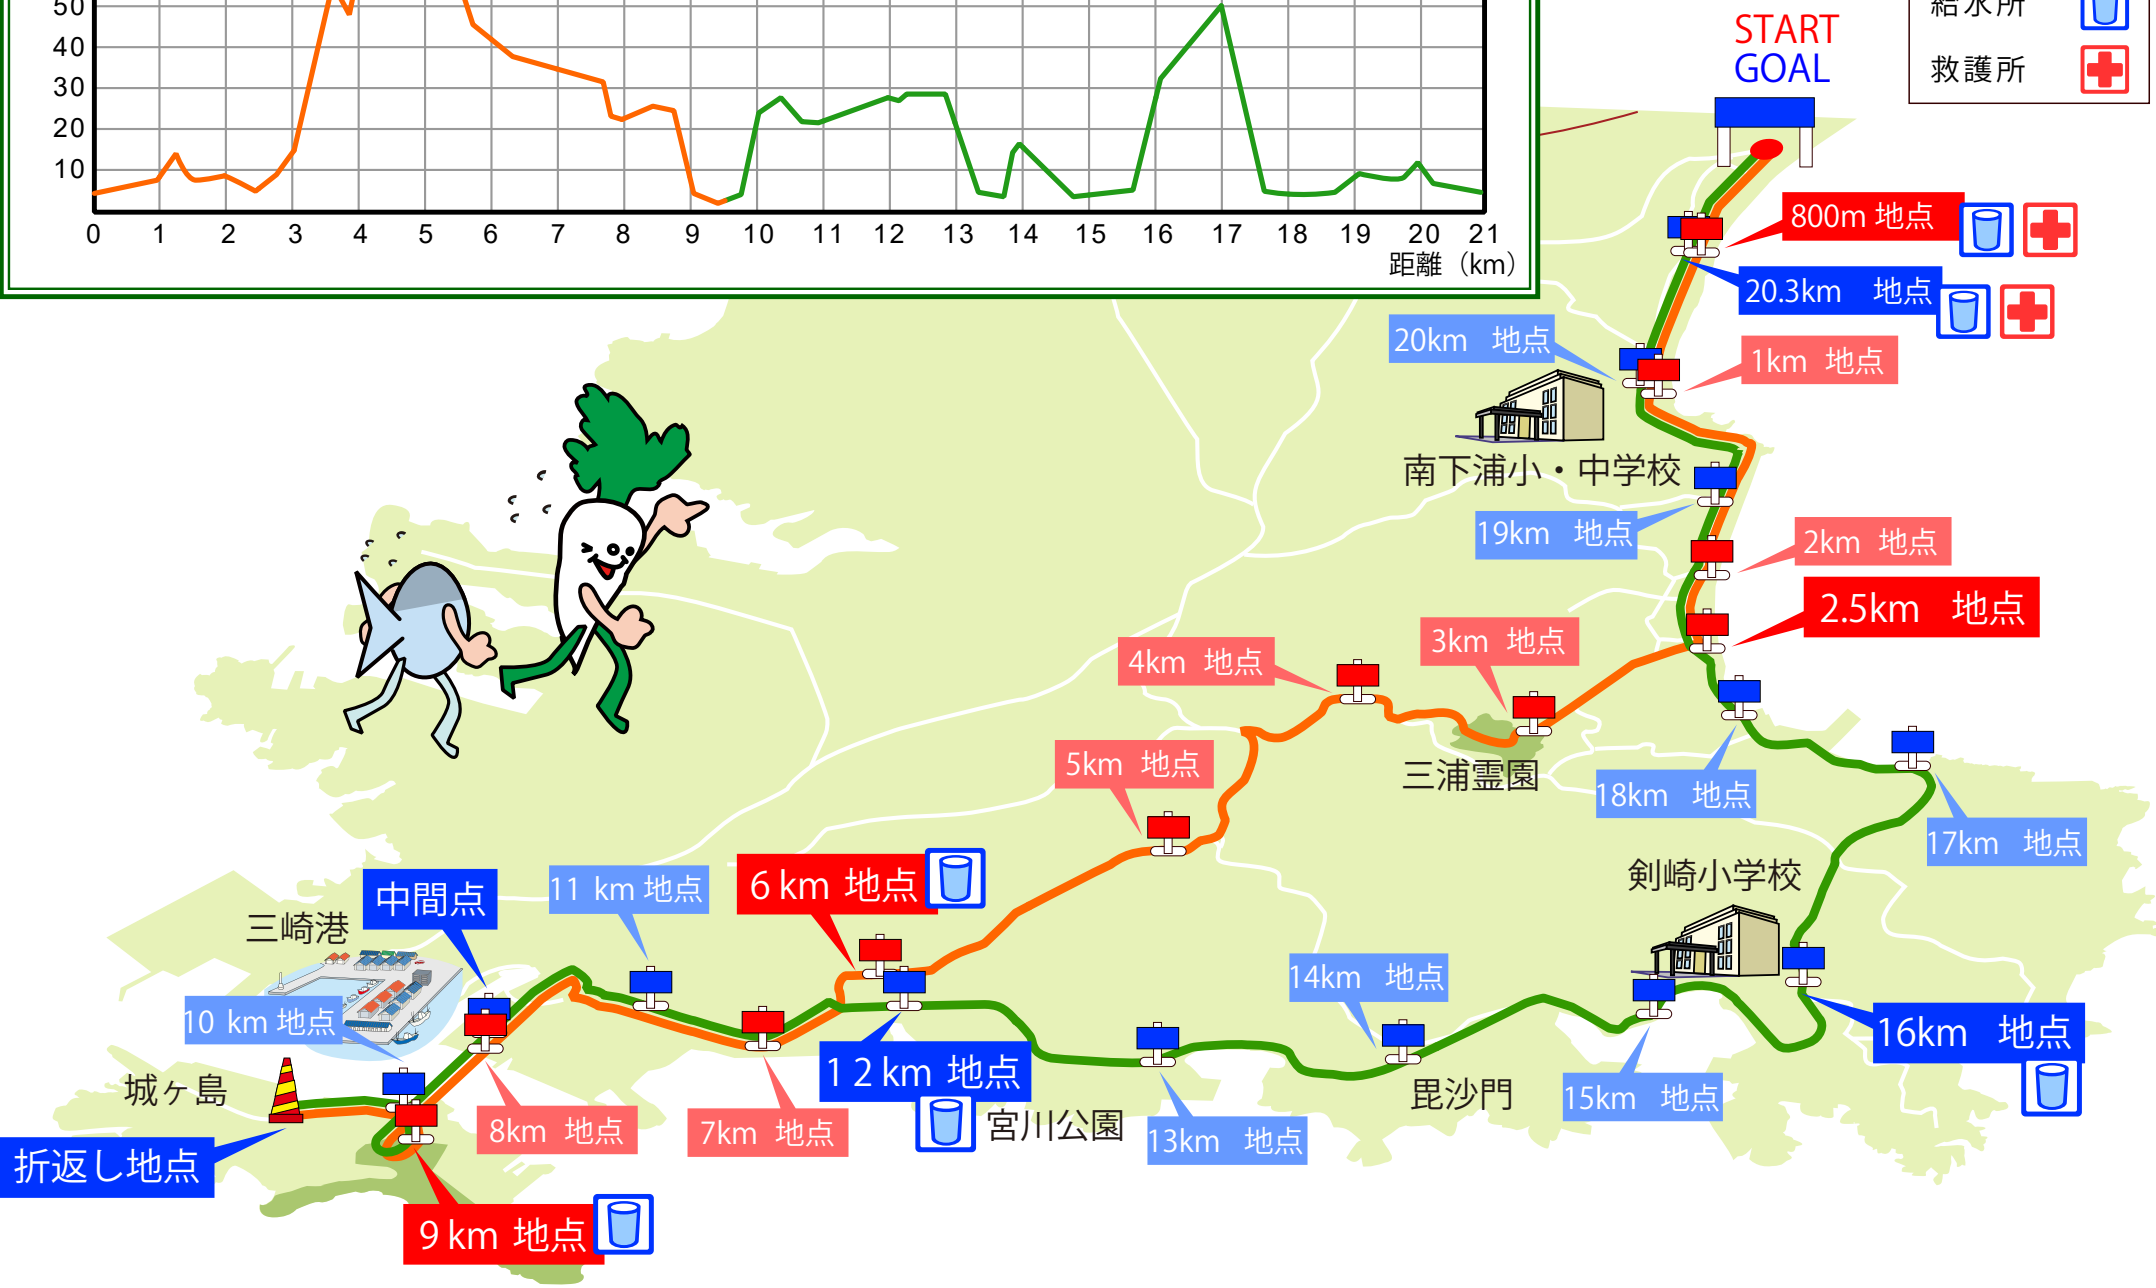 50
40
30
20
10
0 1 2 3 4 5 6 7 8 9 10 11 12 13 14 15 16 17 18 19 20 21
距離（km）
給水所
救護所
START
GOAL
800m 地点
20.3km 地点
20km 地点
1km 地点
南下浦小・中学校
19km 地点
2km 地点
2.5km 地点
3km 地点
4km 地点
三浦霊園
5km 地点
18km 地点
17km 地点
剣崎小学校
6km 地点
11 km 地点
中間点
三崎港
10 km 地点
14km 地点
16km 地点
12km 地点
城ヶ島
宮川公園
毘沙門
15km 地点
13km 地点
7km 地点
8km 地点
折返し地点
9km 地点